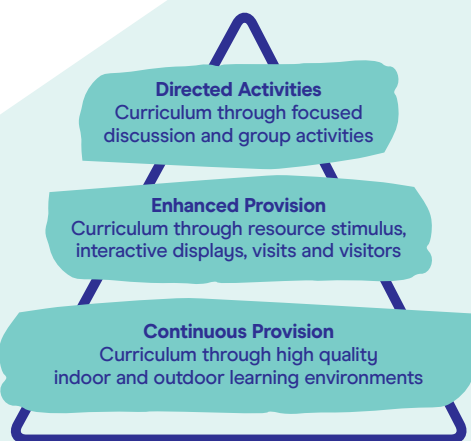 Directed Activities
Curriculum through focused
discussion and group activities
Enhanced Provision
Curriculum through resource stimulus,
interactive displays, visits and visitors
Continuous Provision
Curriculum through high quality
indoor and outdoor learning environments